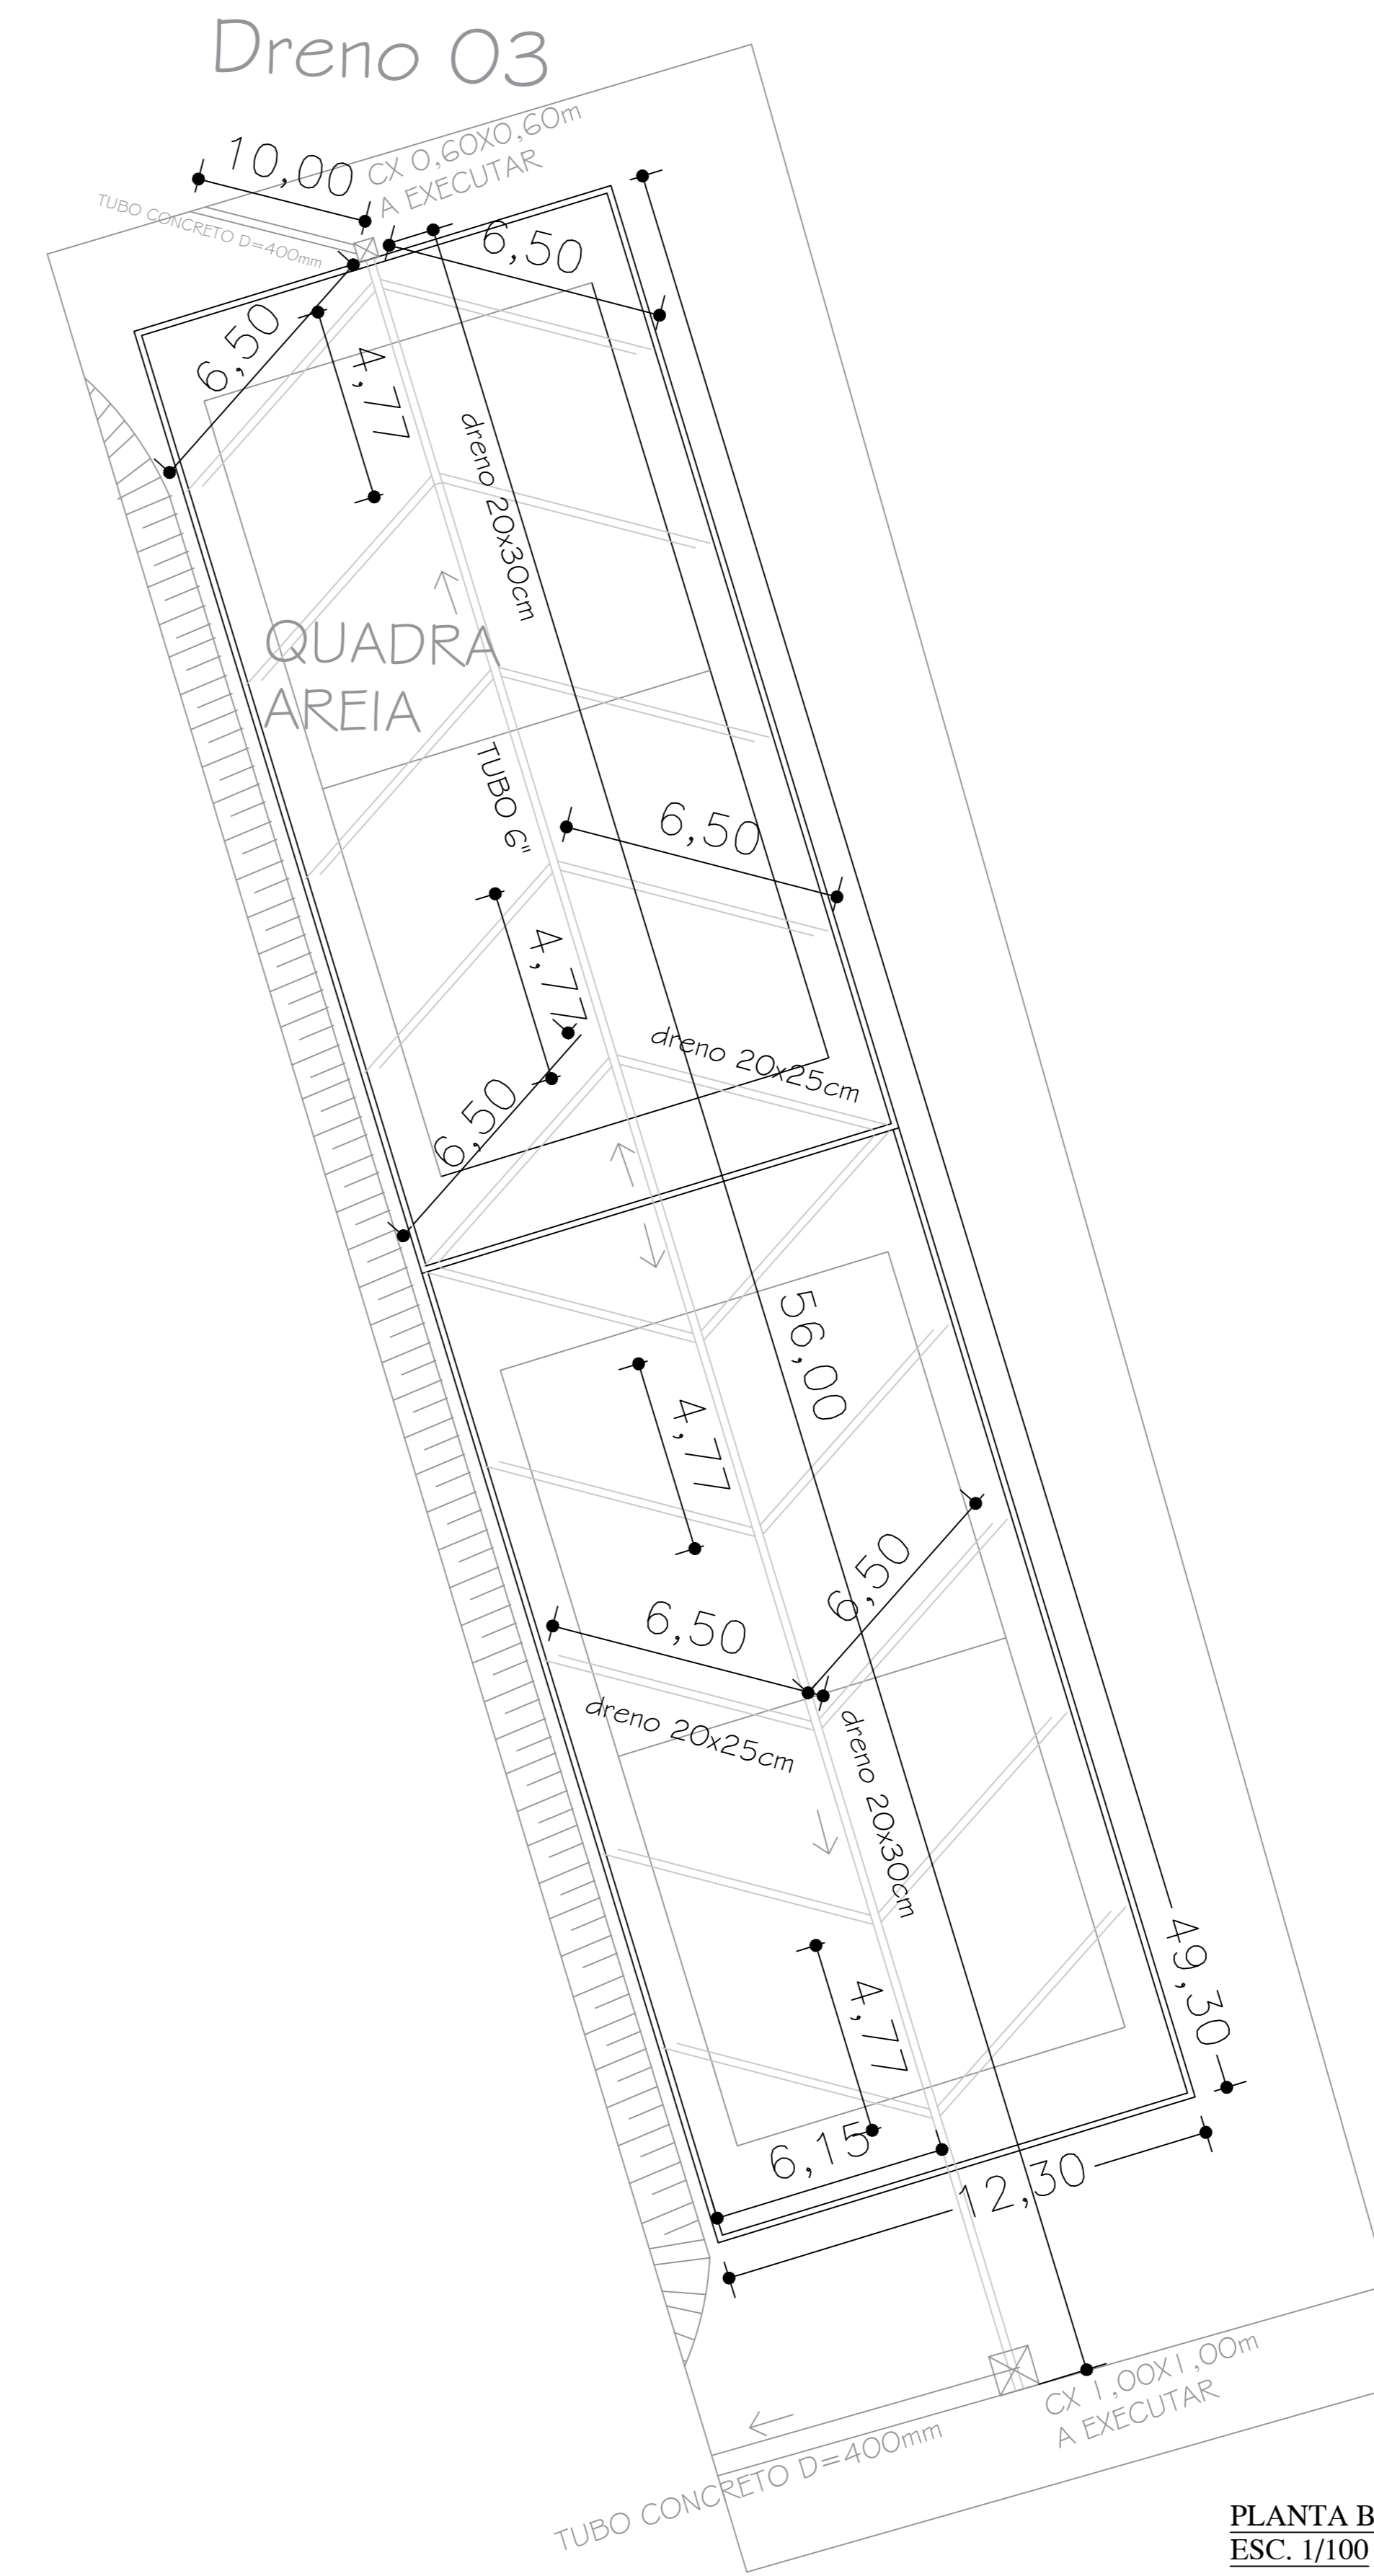 Dreno 03
10,00
CX 0,60X0,60m
A EXECUTAR
TUBO CONCRETO D=400mm
6,50
6,50
4,77
dreno 20x30cm
QUADRA
AREIA
TUBO 6"
6,50
4,77
dreno 20x25cm
6,50
56,00
4,77
6,50
6,50
dreno 20x25cm
dreno 20x30cm
49,30
4,77
6,15
12,30
CX 1,00X1,00m
A EXECUTAR
TUBO CONCRETO D=400mm
PLANTA B
ESC. 1/100